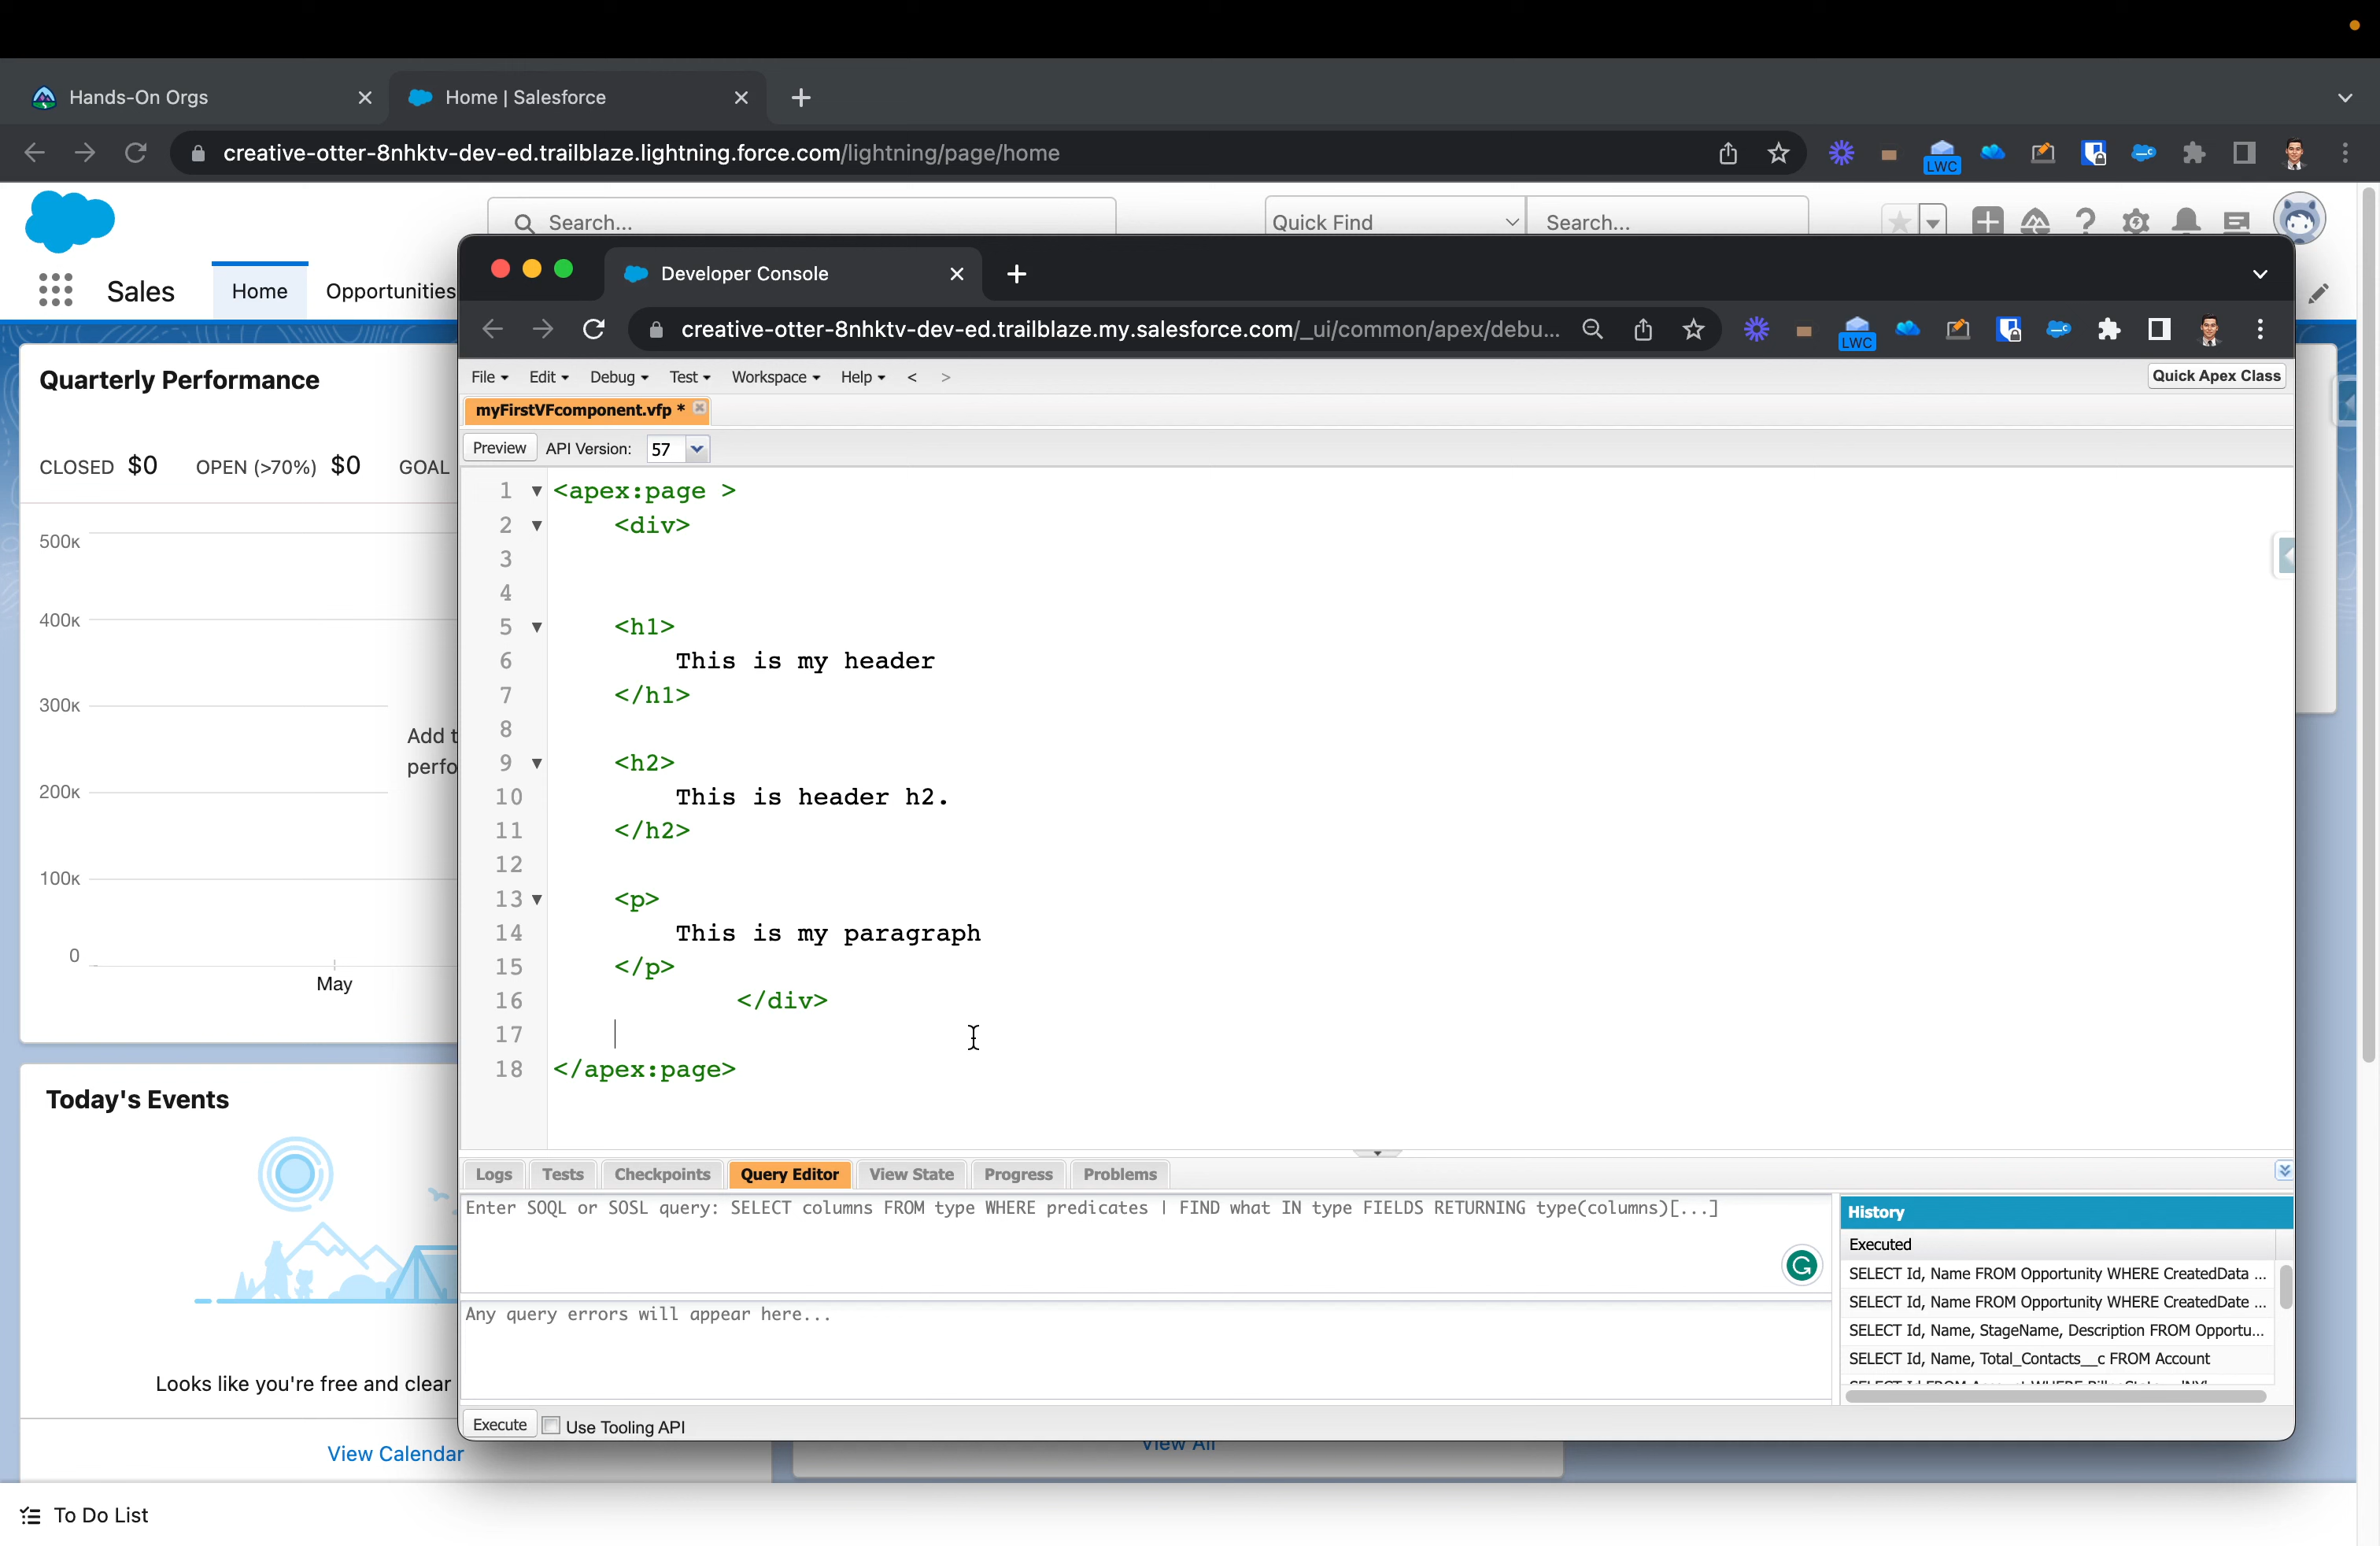 Hands-On Orgs
Home | Salesforce
creative-otter-8nhktv-dev-ed.trailblaze.lightning.force.com/lightning/page/home
LWC
Search...
Quick Find
Search...
Sales
Home
Opportunities
Quarterly Performance
CLOSED $0 OPEN (>70%) $0 GOAL
500K
400K
300K
200K
100K
0
May
Add t
perfo
Today's Events
Looks like you're free and clear
View Calendar
View All
To Do List
Developer Console
creative-otter-8nhktv-dev-ed.trailblaze.my.salesforce.com/_ui/common/apex/debu...
LWC
File Edit Debug Test Workspace Help < >
Quick Apex Class
myFirstVFcomponent.vfp *
Preview API Version: 57
1 <apex:page >
2 <div>
3
4
5 <h1>
6 This is my header
7 </h1>
8
9 <h2>
10 This is header h2.
11 </h2>
12
13 <p>
14 This is my paragraph
15 </p>
16 </div>
17
18 </apex:page>
Logs Tests Checkpoints Query Editor View State Progress Problems
Enter SOQL or SOSL query: SELECT columns FROM type WHERE predicates | FIND what IN type FIELDS RETURNING type(columns)[...]
Any query errors will appear here...
History
Executed
SELECT Id, Name FROM Opportunity WHERE CreatedData ...
SELECT Id, Name FROM Opportunity WHERE CreatedDate ...
SELECT Id, Name, StageName, Description FROM Opportu...
SELECT Id, Name, Total_Contacts__c FROM Account
Execute Use Tooling API